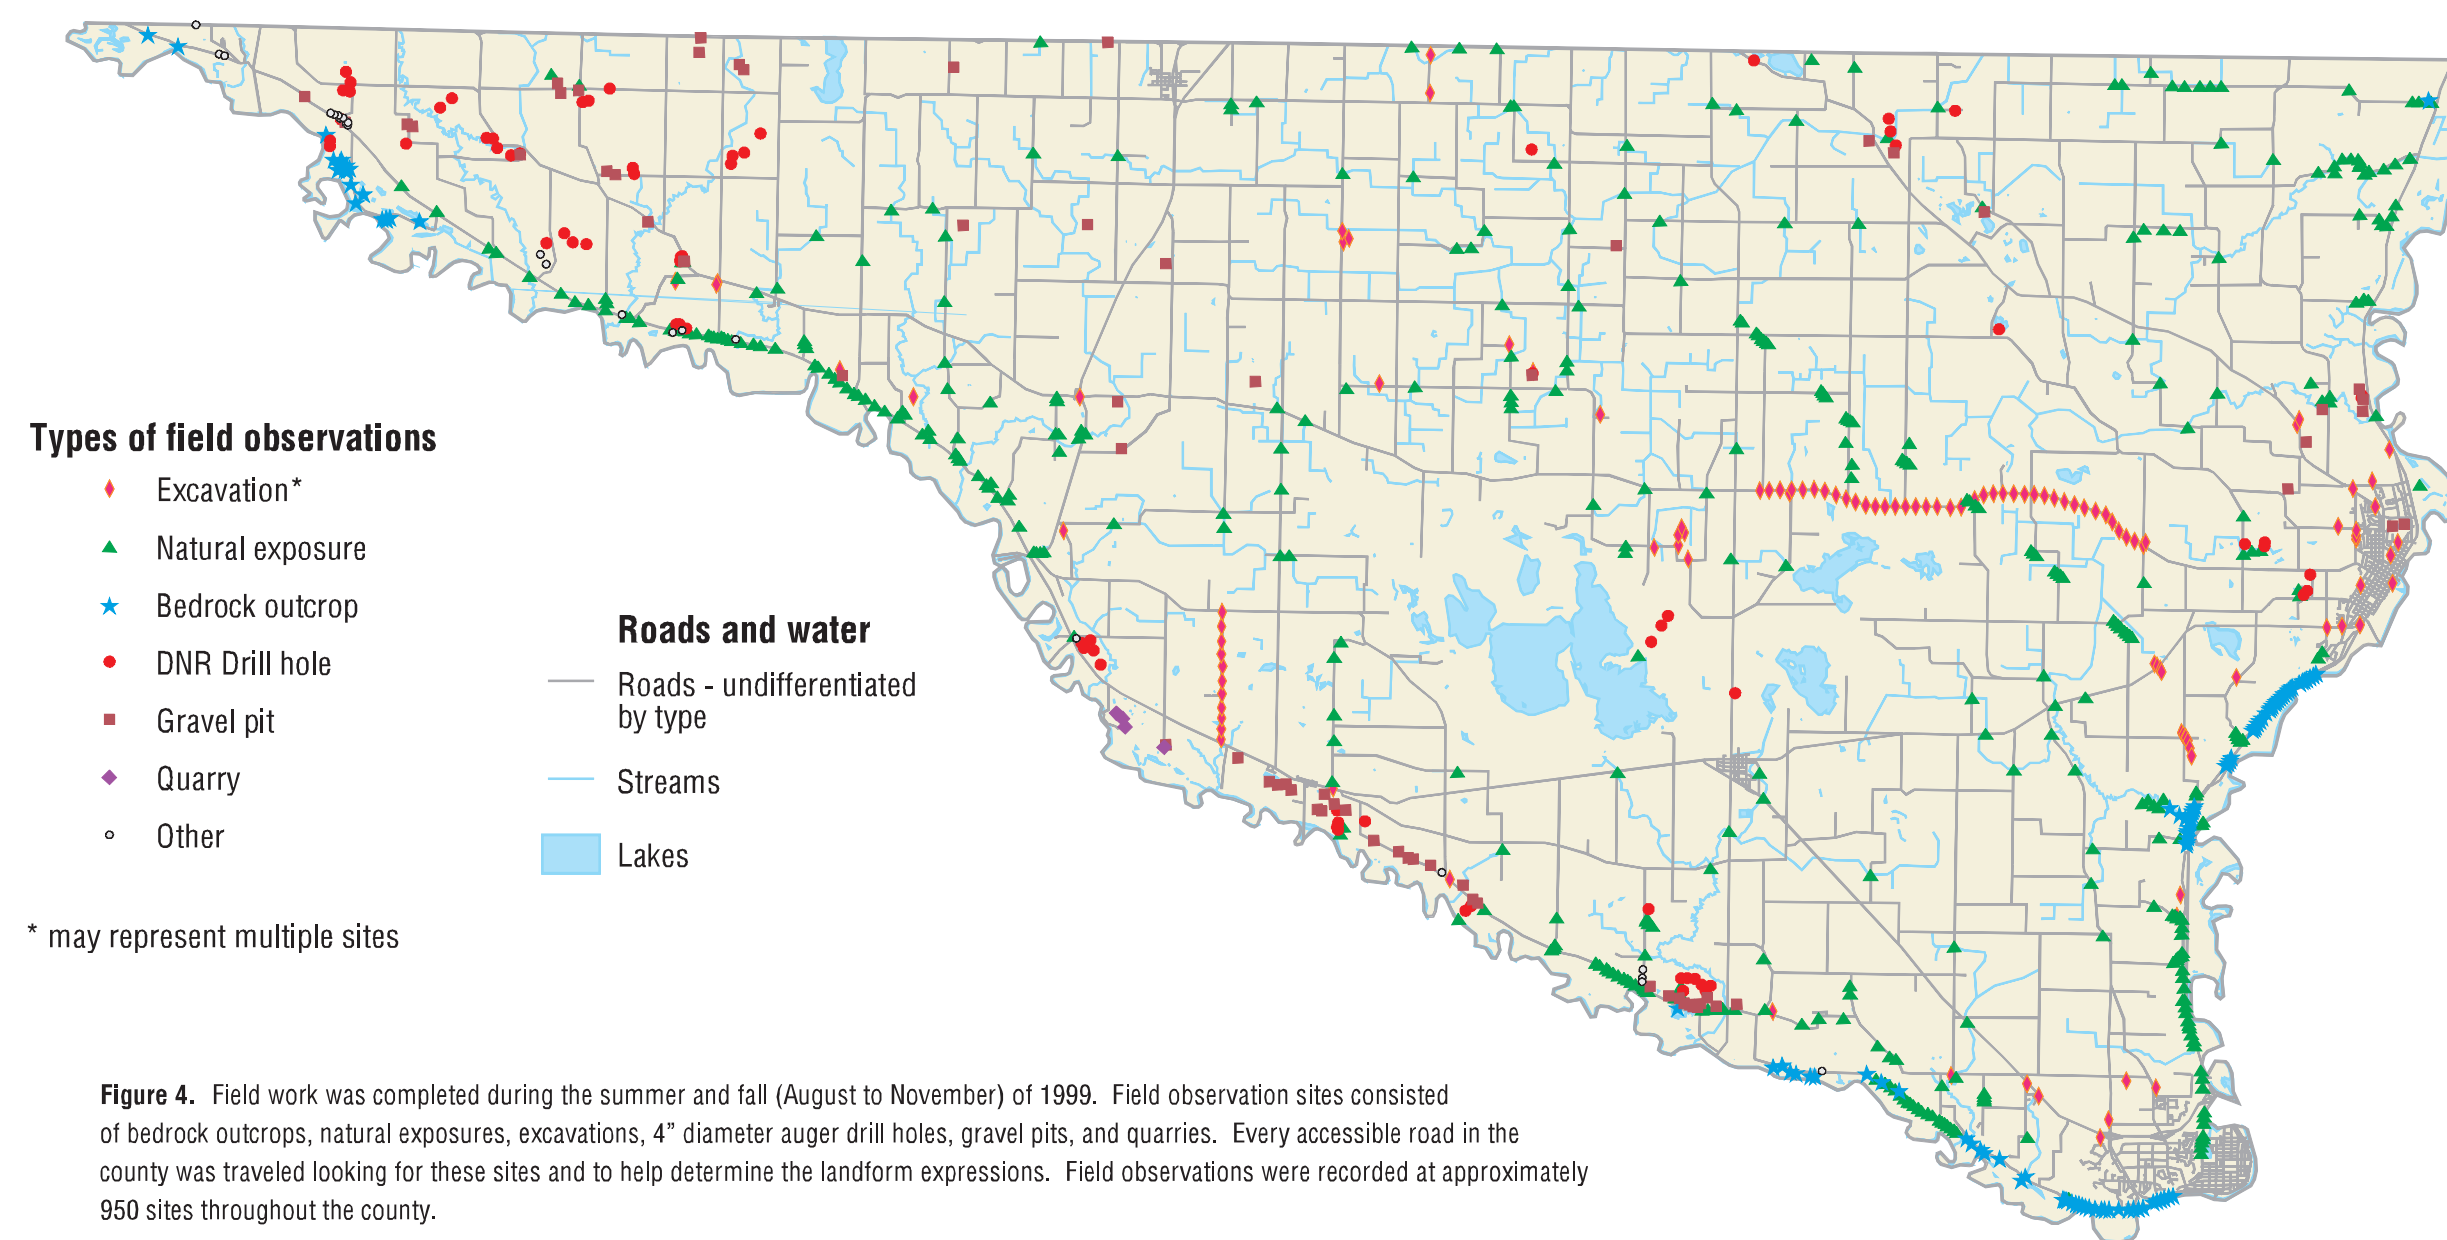 Types of field observations
Excavation*
Natural exposure
Bedrock outcrop
DNR Drill hole
Gravel pit
Quarry
Other
* may represent multiple sites
Roads and water
Roads - undifferentiated
by type
Streams
Lakes
Figure 4.  Field work was completed during the summer and fall (August to November) of 1999.  Field observation sites consisted
of bedrock outcrops, natural exposures, excavations, 4” diameter auger drill holes, gravel pits, and quarries.  Every accessible road in the
county was traveled looking for these sites and to help determine the landform expressions.  Field observations were recorded at approximately
950 sites throughout the county.